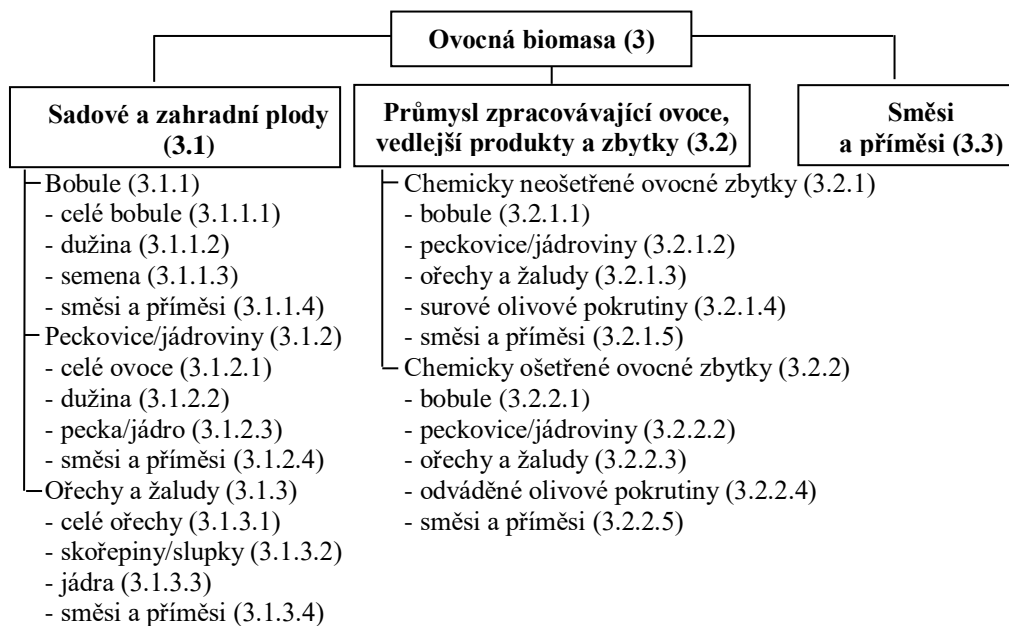 Ovocná biomasa (3)
Sadové a zahradní plody
(3.1)
Bobule (3.1.1)
- celé bobule (3.1.1.1)
- dužina (3.1.1.2)
- semena (3.1.1.3)
- směsi a příměsi (3.1.1.4)
Peckovice/jádroviny (3.1.2)
- celé ovoce (3.1.2.1)
- dužina (3.1.2.2)
- pecka/jádro (3.1.2.3)
- směsi a příměsi (3.1.2.4)
Ořechy a žaludy (3.1.3)
- celé ořechy (3.1.3.1)
- skořepiny/slupky (3.1.3.2)
- jádra (3.1.3.3)
- směsi a příměsi (3.1.3.4)
Průmysl zpracovávající ovoce,
vedlejší produkty a zbytky (3.2)
Chemicky neošetřené ovocné zbytky (3.2.1)
- bobule (3.2.1.1)
- peckovice/jádroviny (3.2.1.2)
- ořechy a žaludy (3.2.1.3)
- surové olivové pokrutiny (3.2.1.4)
- směsi a příměsi (3.2.1.5)
Chemicky ošetřené ovocné zbytky (3.2.2)
- bobule (3.2.2.1)
- peckovice/jádroviny (3.2.2.2)
- ořechy a žaludy (3.2.2.3)
- odváděné olivové pokrutiny (3.2.2.4)
- směsi a příměsi (3.2.2.5)
Směsi
a příměsi (3.3)